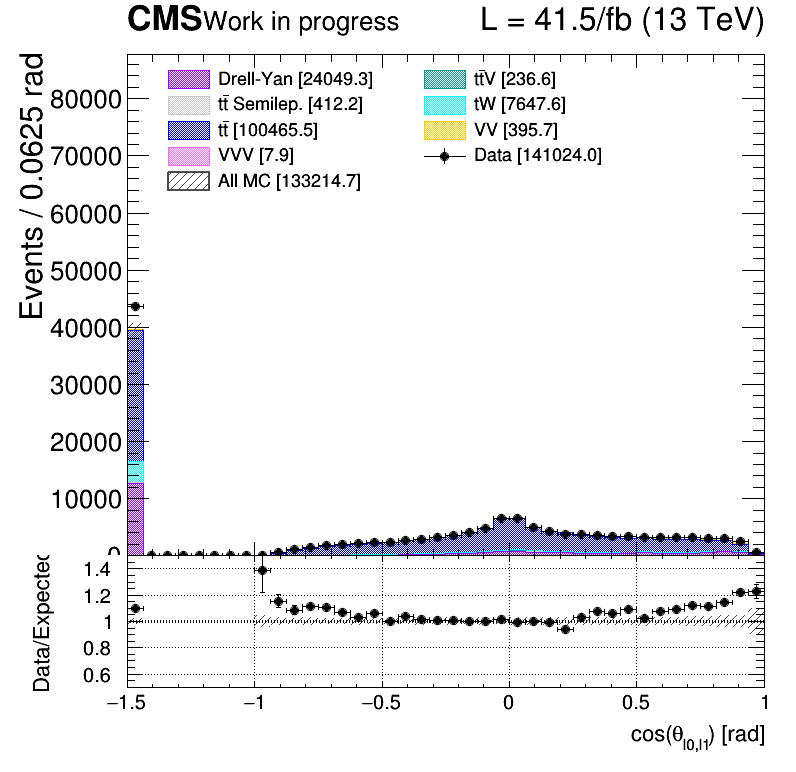 CMS Work in progress L = 41.5/fb (13 TeV)
Events / 0.0625 rad
Drell-Yan [24049.3]
tt̄ Semilep. [412.2]
tt̄ [100465.5]
VVV [7.9]
All MC [133214.7]
tt̄V [236.6]
tW [7647.6]
VV [395.7]
Data [141024.0]
80000
70000
60000
50000
40000
30000
20000
10000
0
Data/Expected
1.4
1.2
1
0.8
0.6
−1.5 −1 −0.5 0 0.5 1
cos(θl0,l1) [rad]